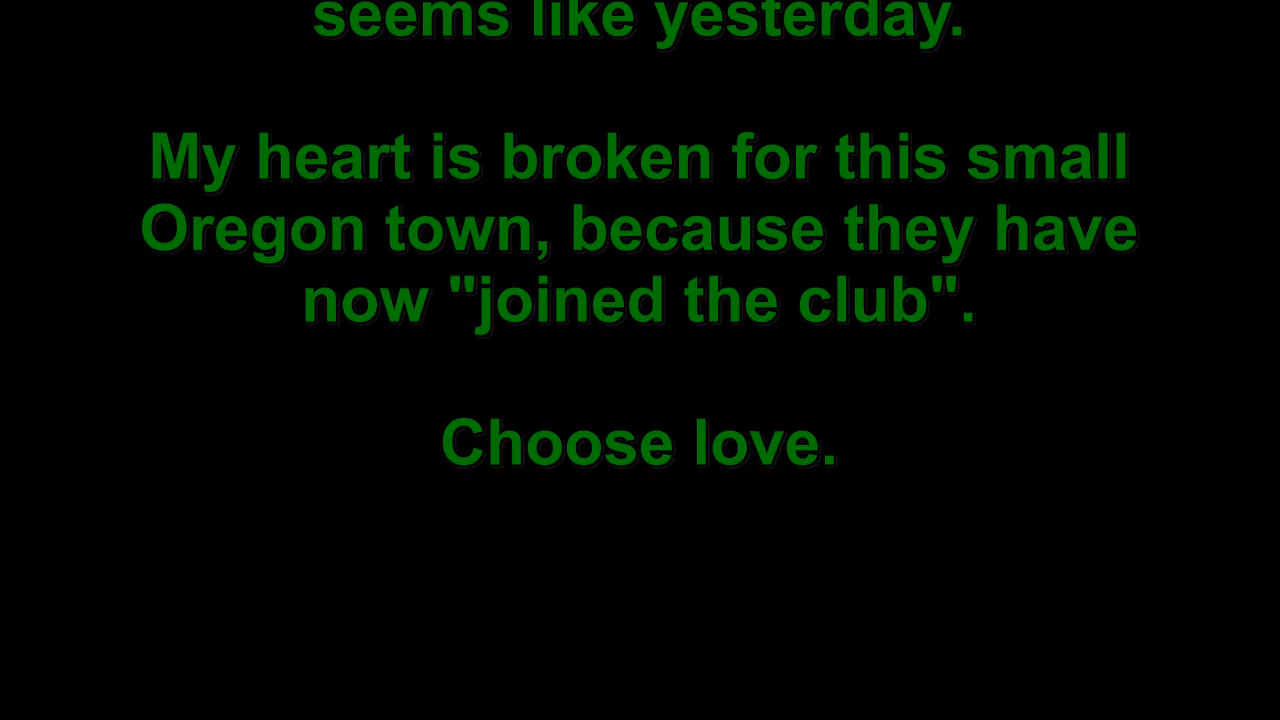 seems like yesterday.
My heart is broken for this small
Oregon town, because they have
now "joined the club".
Choose love.